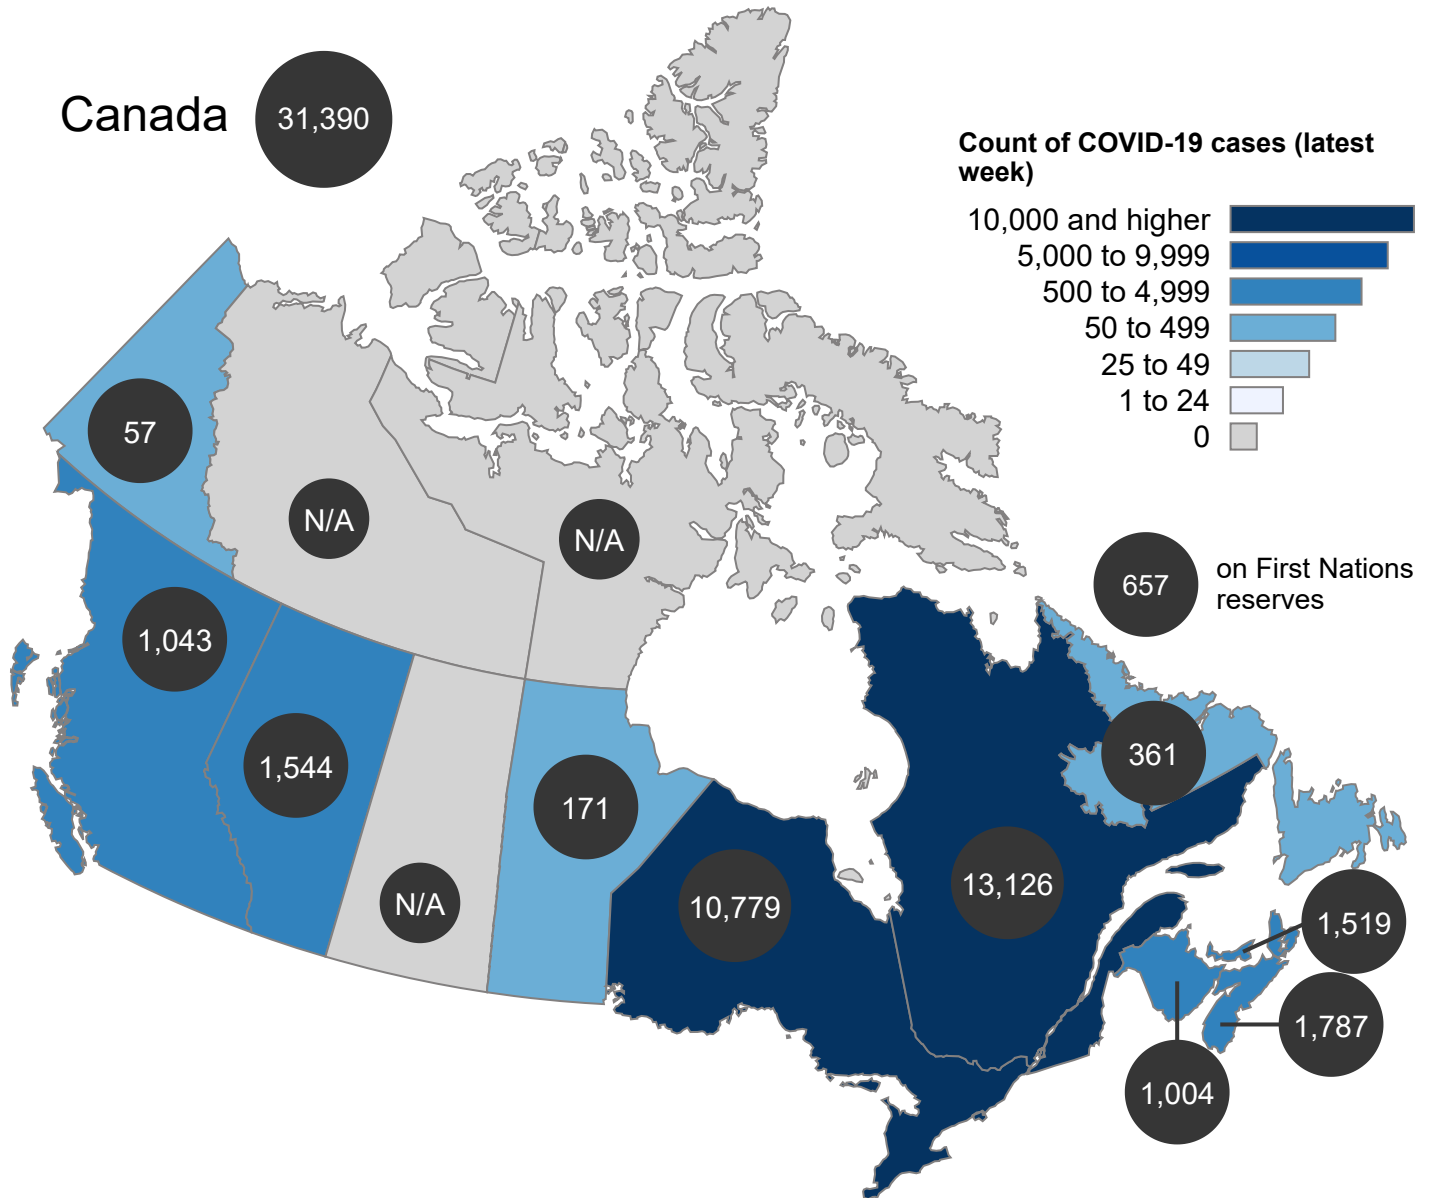 Canada
31,390
Count of COVID-19 cases (latest
week)
10,000 and higher
5,000 to 9,999
500 to 4,999
50 to 499
25 to 49
1 to 24
0
57
N/A
N/A
657
on First Nations
reserves
1,043
1,544
361
171
N/A
10,779
13,126
1,519
1,787
1,004